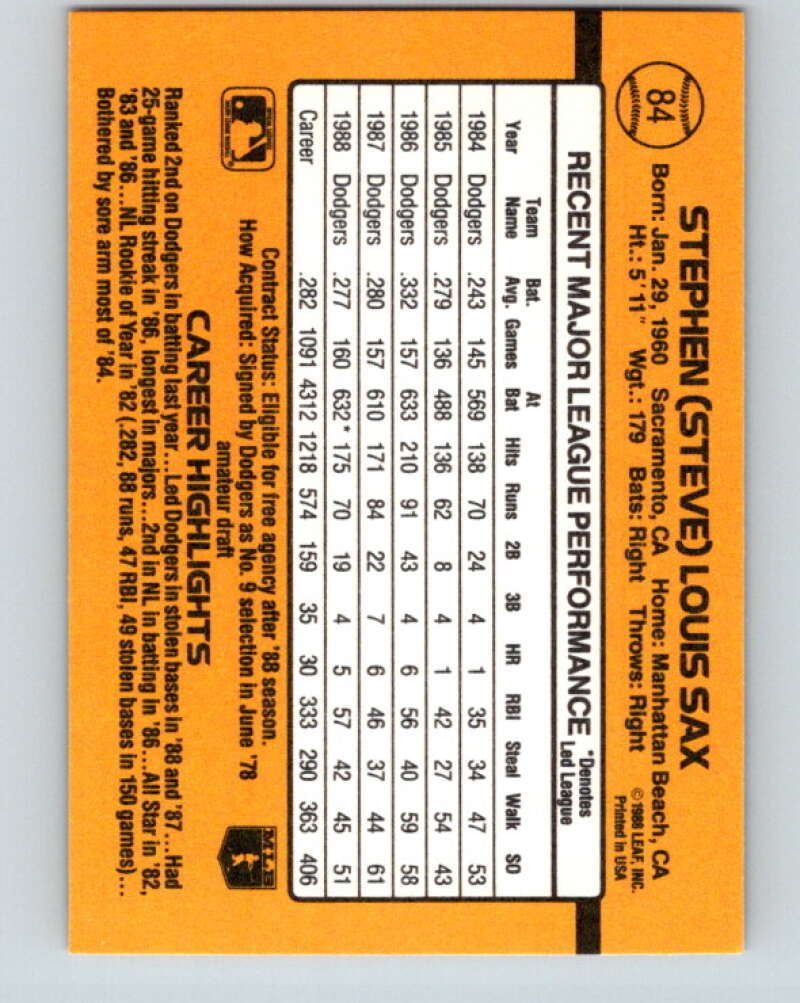 84
STEPHEN (STEVE) LOUIS SAX
Born: Jan. 29, 1960 Sacramento, CA Home: Manhattan Beach, CA
Ht.: 5' 11" Wgt.: 179 Bats: Right Throws: Right
©1988 LEAF, INC.
Printed in USA
RECENT MAJOR LEAGUE PERFORMANCE
*Denotes
Led League
Year Team Name Bat. Avg. Games At Bat Hits Runs 2B 3B HR RBI Steal Walk SO
1984 Dodgers .243 145 569 138 70 24 4 1 35 34 47 53
1985 Dodgers .279 136 488 136 62 8 4 1 42 27 54 43
1986 Dodgers .332 157 633 210 91 43 4 6 56 40 59 58
1987 Dodgers .280 157 610 171 84 22 7 6 46 37 44 61
1988 Dodgers .277 160 632* 175 70 19 4 5 57 42 45 51
Career .282 1091 4312 1218 574 159 35 30 333 290 363 406
Contract Status: Eligible for free agency after '88 season.
How Acquired: Signed by Dodgers as No. 9 selection in June '78
amateur draft
MLB
CAREER HIGHLIGHTS
Ranked 2nd on Dodgers in batting last year...Led Dodgers in stolen bases in '88 and '87...Had
25-game hitting streak in '86, longest in majors...2nd in NL in batting in '86...All Star in '82,
'83 and '86...NL Rookie of Year in '82 (.282, 88 runs, 47 RBI, 49 stolen bases in 150 games)...
Bothered by sore arm most of '84.